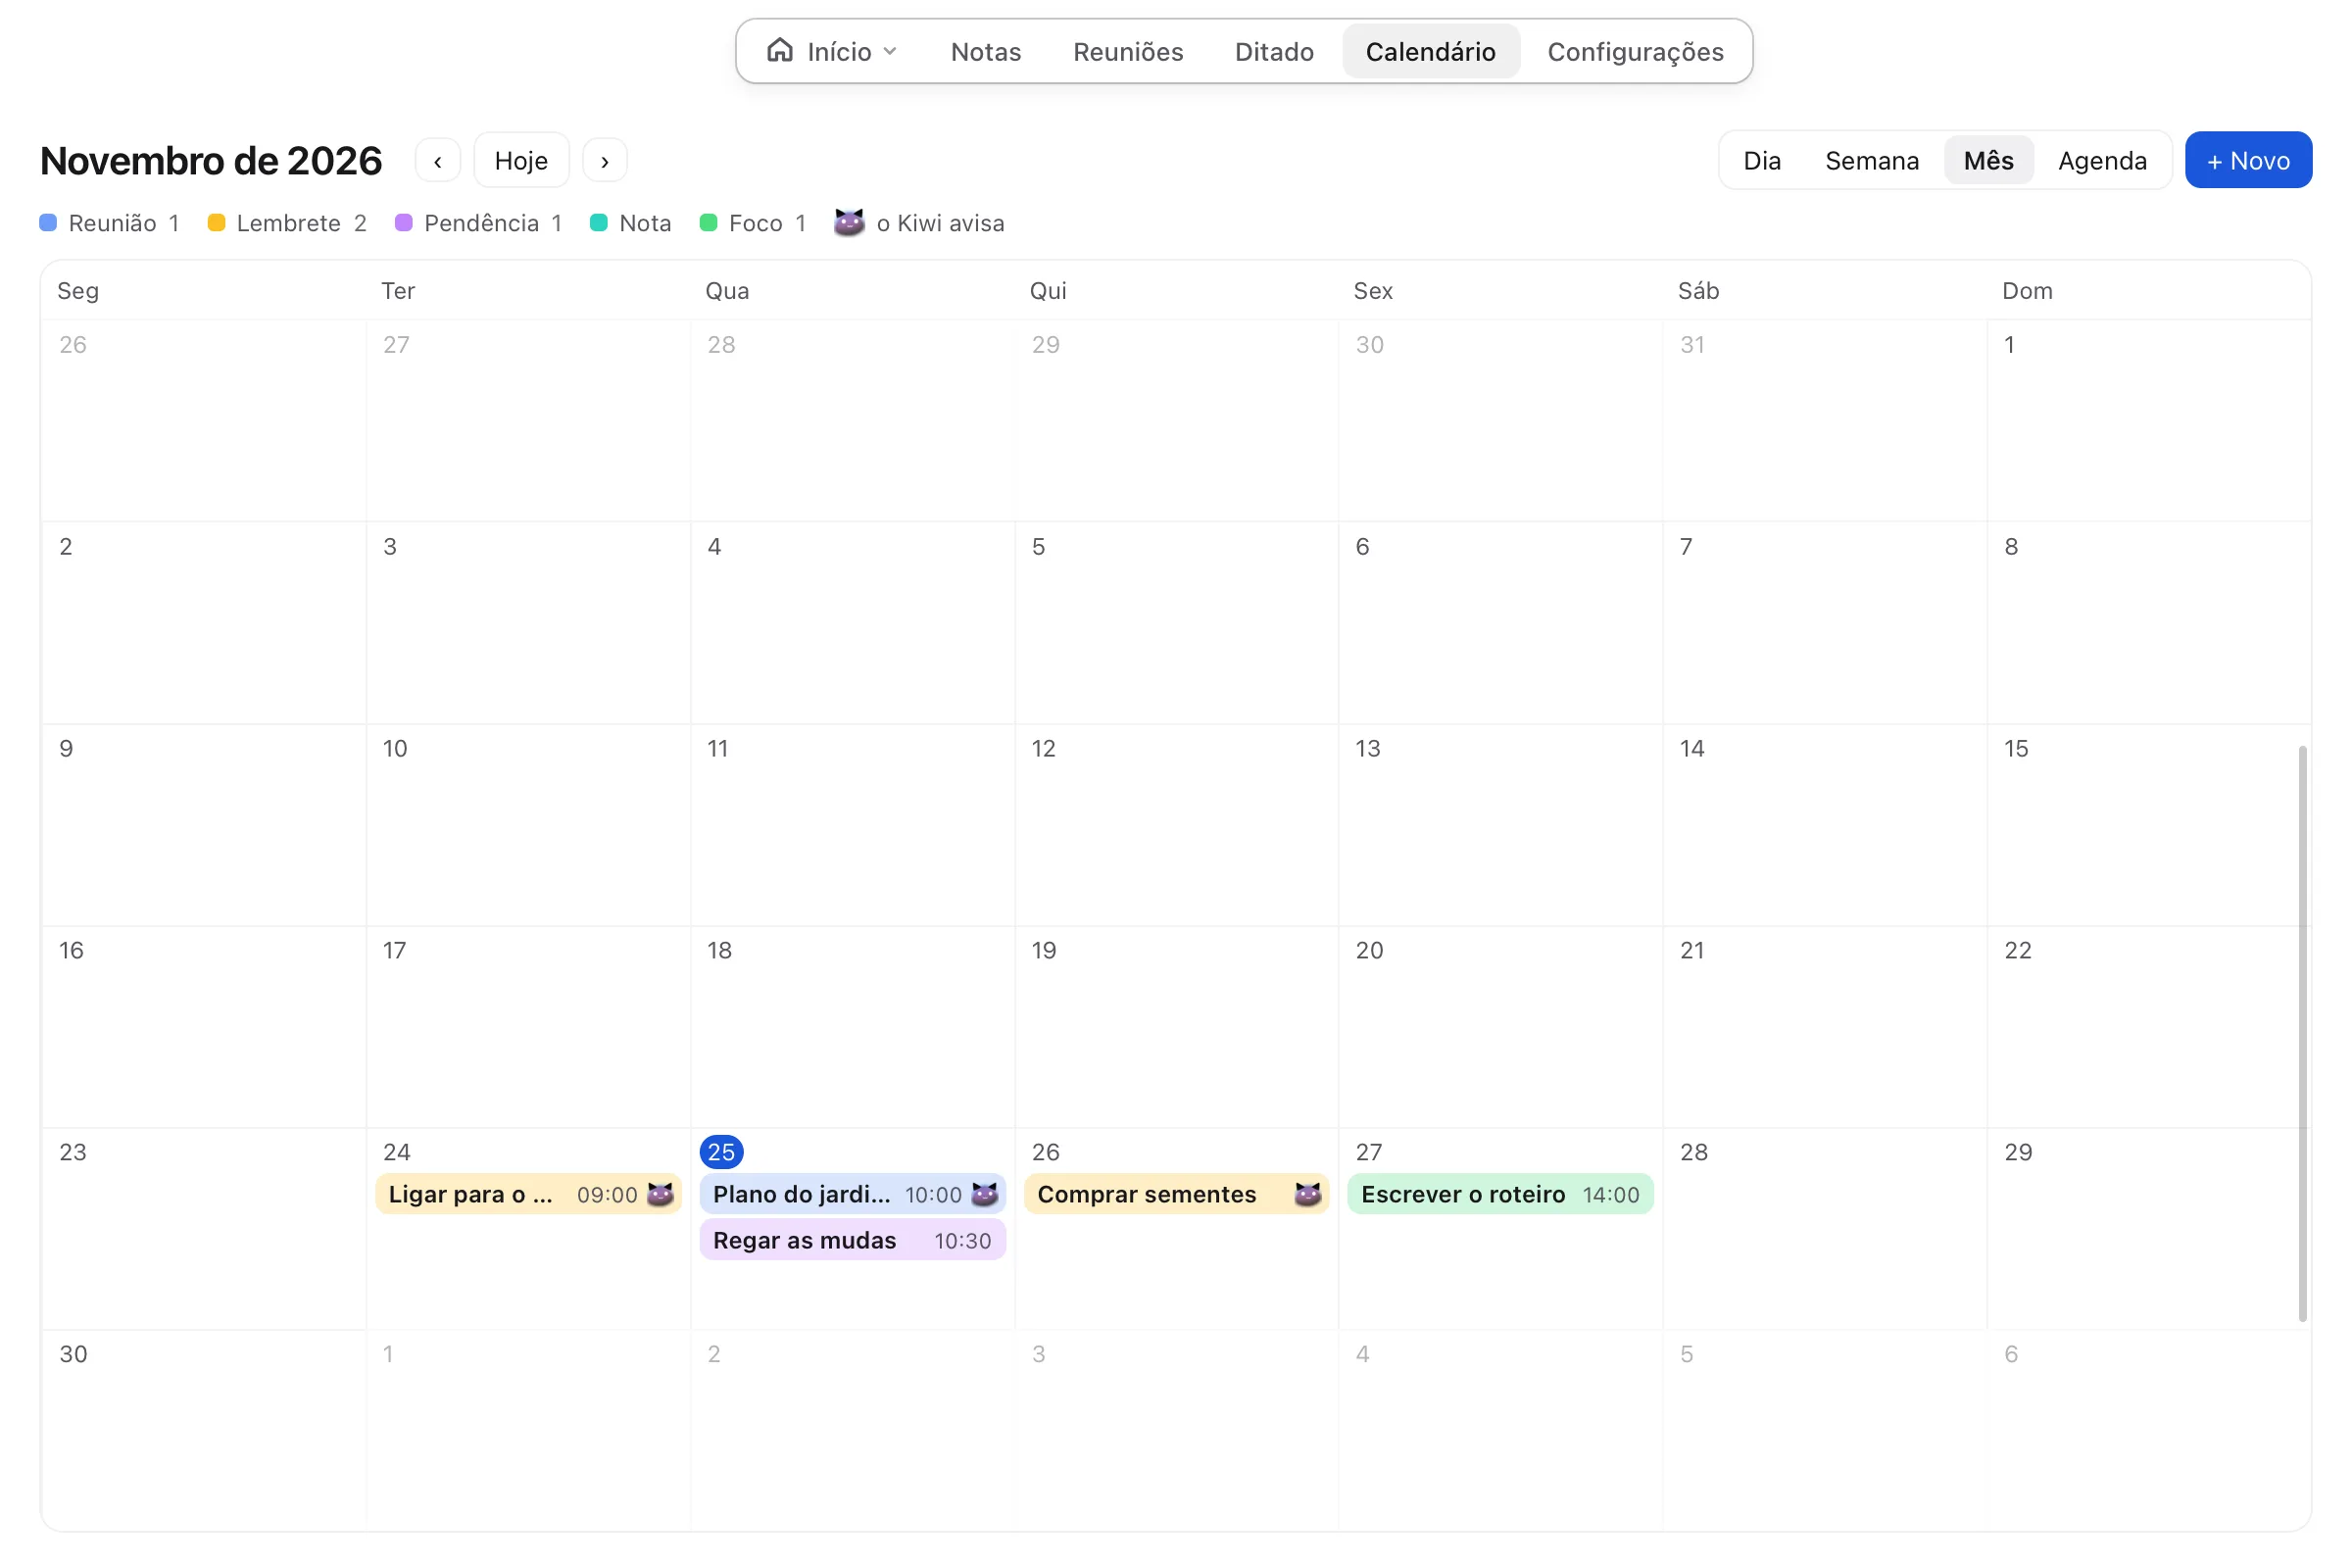 Início Notas Reuniões Ditado Calendário Configurações
Novembro de 2026 ‹ Hoje › Dia Semana Mês Agenda + Novo
Reunião 1 Lembrete 2 Pendência 1 Nota Foco 1 o Kiwi avisa
Seg Ter Qua Qui Sex Sáb Dom
26 27 28 29 30 31 1
2 3 4 5 6 7 8
9 10 11 12 13 14 15
16 17 18 19 20 21 22
23 24 25 26 27 28 29
Ligar para o ... 09:00 Plano do jardi... 10:00 Comprar sementes Escrever o roteiro 14:00
Regar as mudas 10:30
30 1 2 3 4 5 6